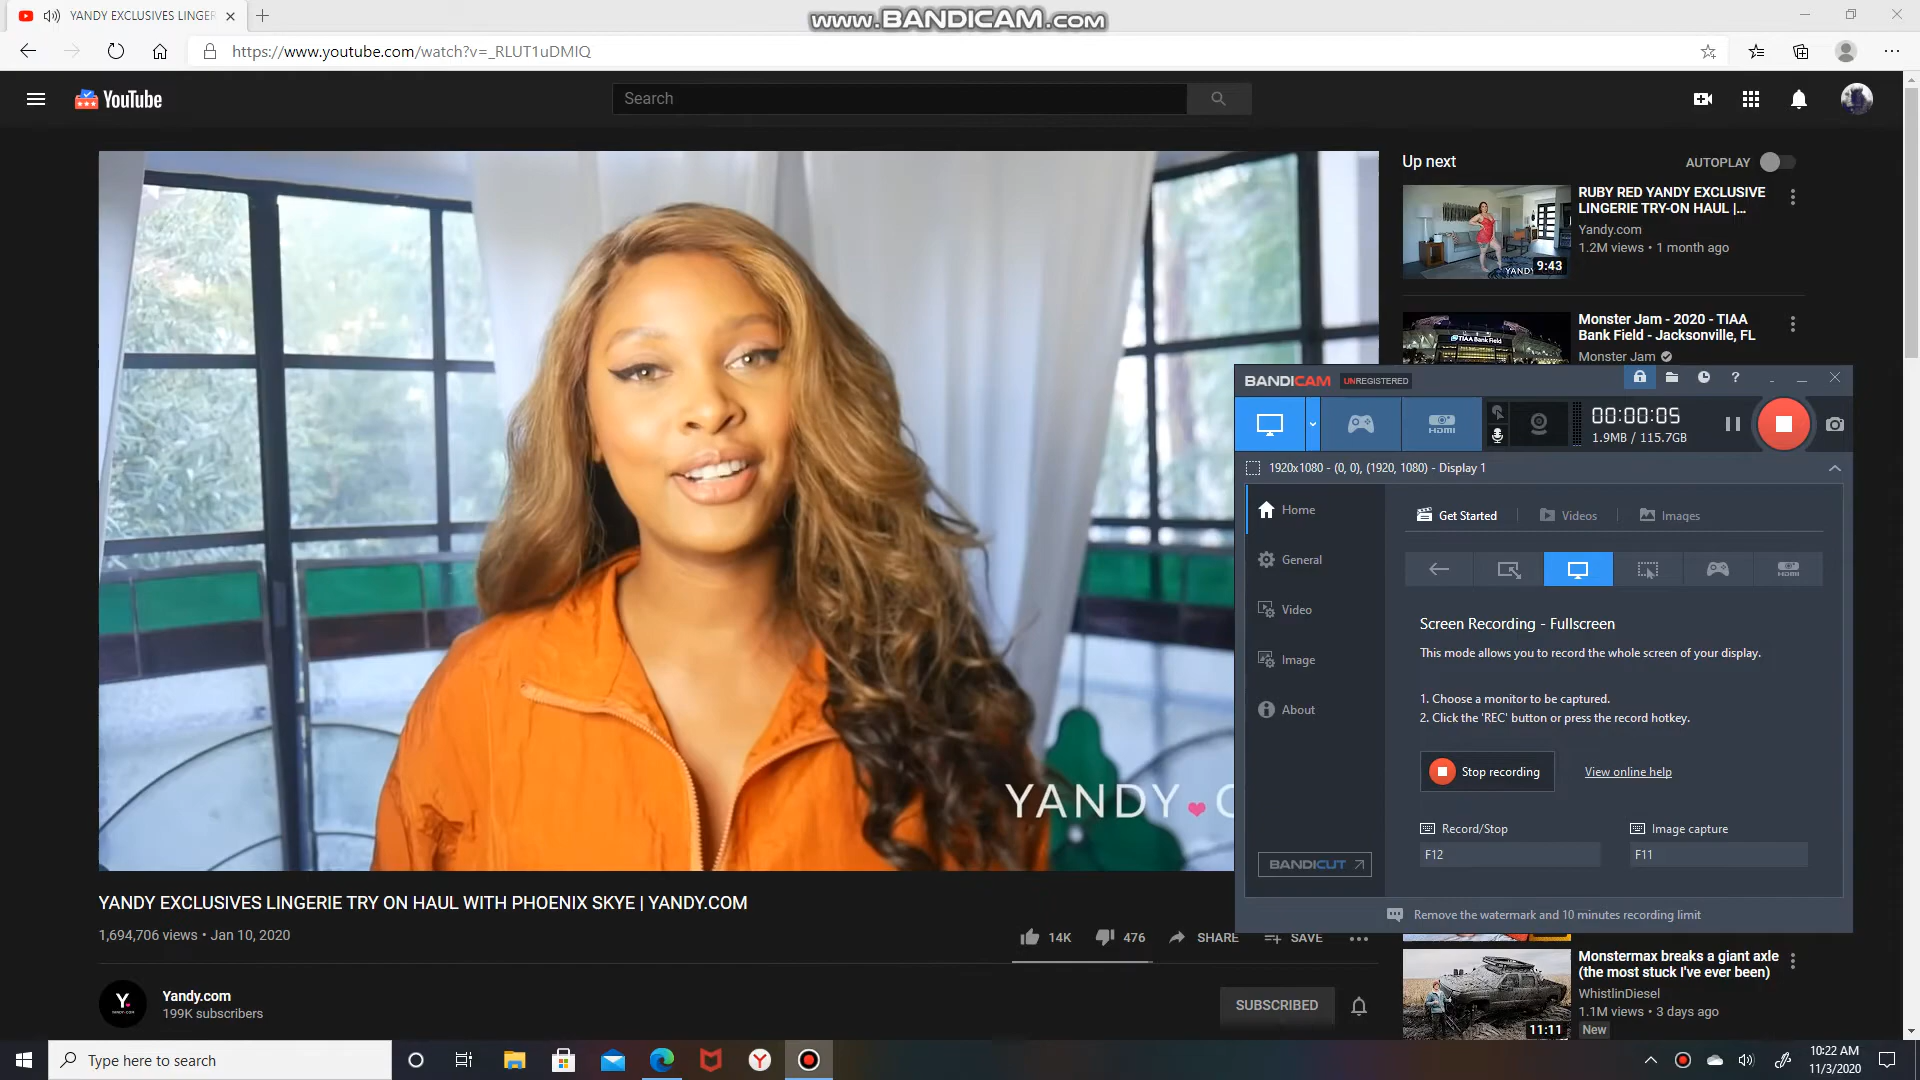 YANDY EXCLUSIVES LINGER
www.BANDICAM.com
https://www.youtube.com/watch?v=_RLUT1uDMIQ
YouTube
Search
Up next
AUTOPLAY
RUBY RED YANDY EXCLUSIVE
LINGERIE TRY-ON HAUL |...
Yandy.com
1.2M views • 1 month ago
9:43
YANDY
Monster Jam - 2020 - TIAA
Bank Field - Jacksonville, FL
Monster Jam
TIAA Bank Field
BANDICAM UNREGISTERED
00:00:05
1.9MB / 115.7GB
HDMI
1920x1080 - (0, 0), (1920, 1080) - Display 1
Home
General
Video
Image
About
BANDICUT
Get Started
Videos
Images
HDMI
Screen Recording - Fullscreen
This mode allows you to record the whole screen of your display.
1. Choose a monitor to be captured.
2. Click the 'REC' button or press the record hotkey.
Stop recording
View online help
Record/Stop
Image capture
F12
F11
Remove the watermark and 10 minutes recording limit
YANDY
YANDY EXCLUSIVES LINGERIE TRY ON HAUL WITH PHOENIX SKYE | YANDY.COM
1,694,706 views • Jan 10, 2020
14K
476
SHARE
SAVE
Y.
Yandy.com
199K subscribers
SUBSCRIBED
Monstermax breaks a giant axle
(the most stuck I've ever been)
WhistlinDiesel
1.1M views • 3 days ago
New
11:11
Type here to search
10:22 AM
11/3/2020